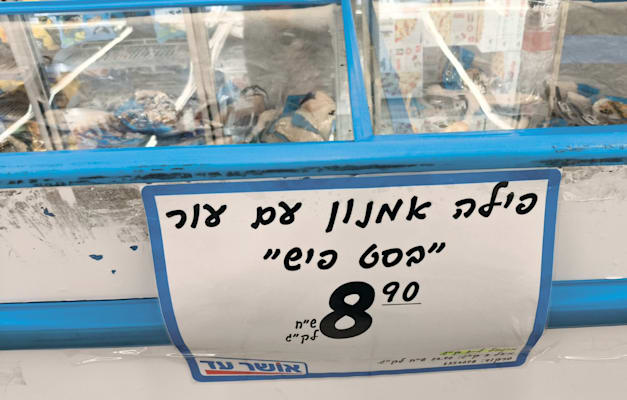 פילה אמנון עם עור
"בסט פיש"
8 90
ש"ח
לק"ג
אושר עד